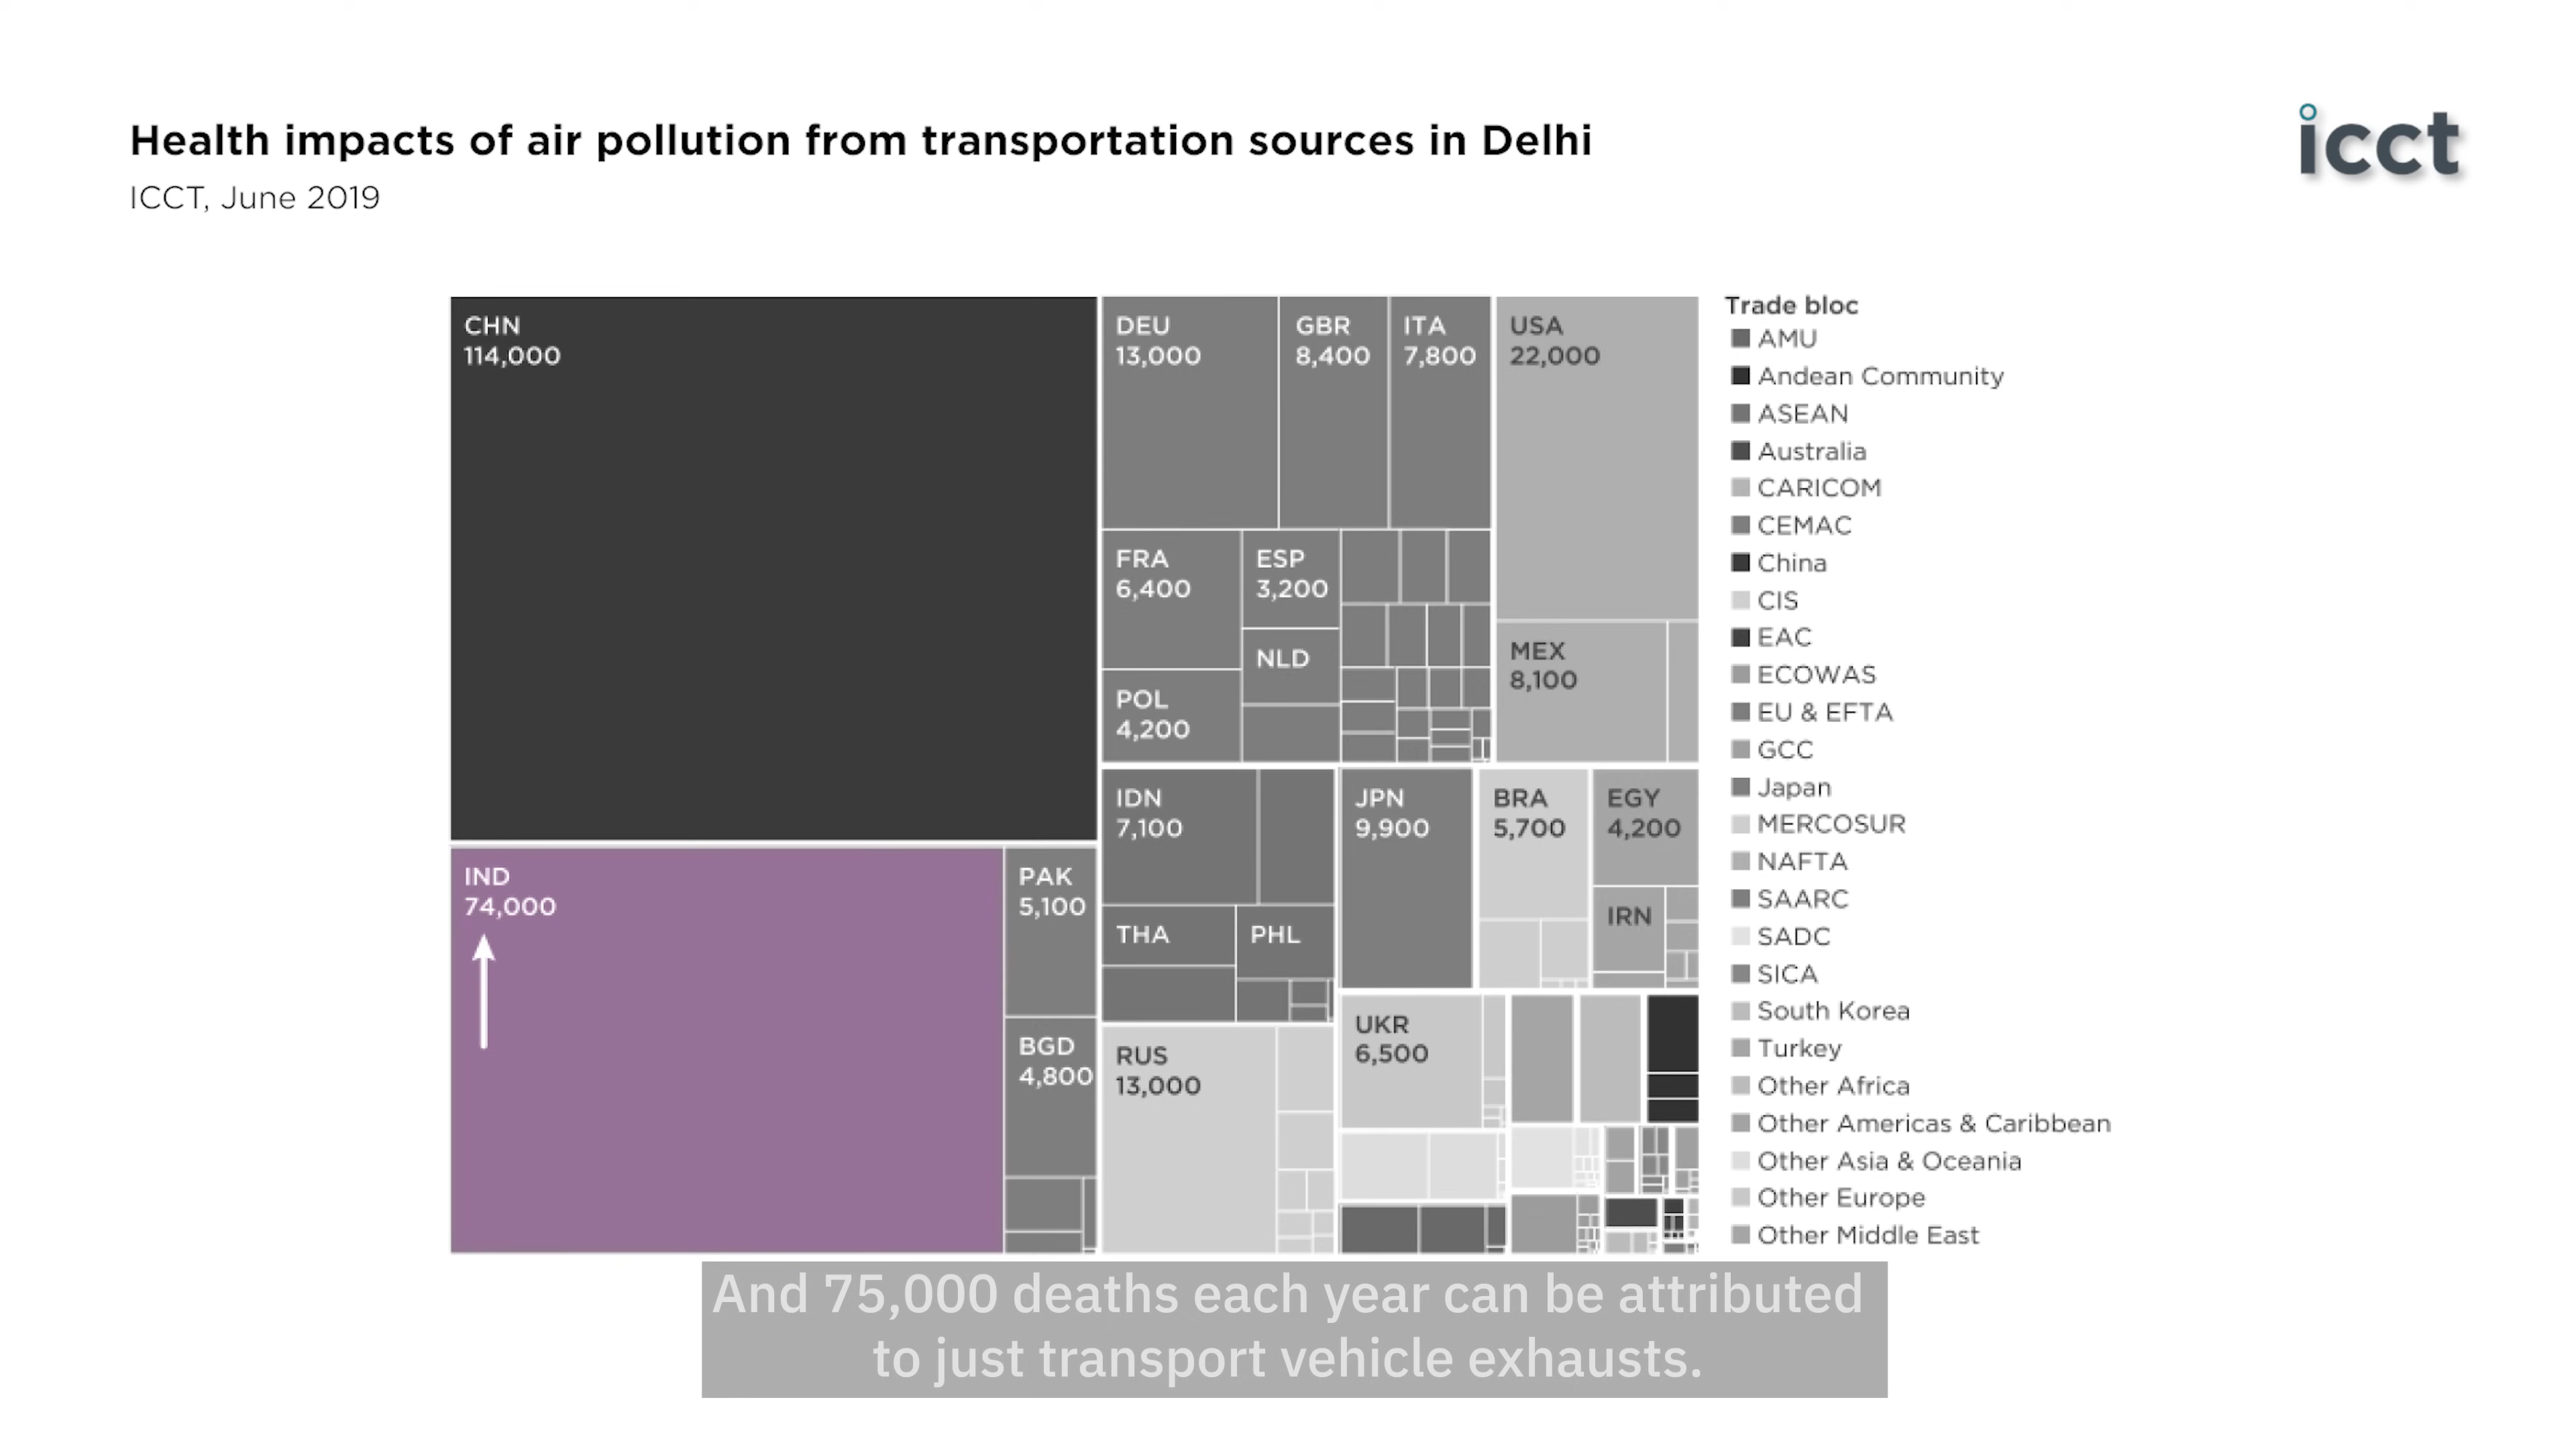 Health impacts of air pollution from transportation sources in Delhi
ICCT, June 2019
icct
CHN
114,000
DEU
13,000
GBR
8,400
ITA
7,800
USA
22,000
FRA
6,400
ESP
3,200
NLD
POL
4,200
MEX
8,100
IND
74,000
PAK
5,100
BGD
4,800
IDN
7,100
THA
PHL
JPN
9,900
BRA
5,700
EGY
4,200
IRN
RUS
13,000
UKR
6,500
Trade bloc
AMU
Andean Community
ASEAN
Australia
CARICOM
CEMAC
China
CIS
EAC
ECOWAS
EU & EFTA
GCC
Japan
MERCOSUR
NAFTA
SAARC
SADC
SICA
South Korea
Turkey
Other Africa
Other Americas & Caribbean
Other Asia & Oceania
Other Europe
Other Middle East
And 75,000 deaths each year can be attributed
to just transport vehicle exhausts.